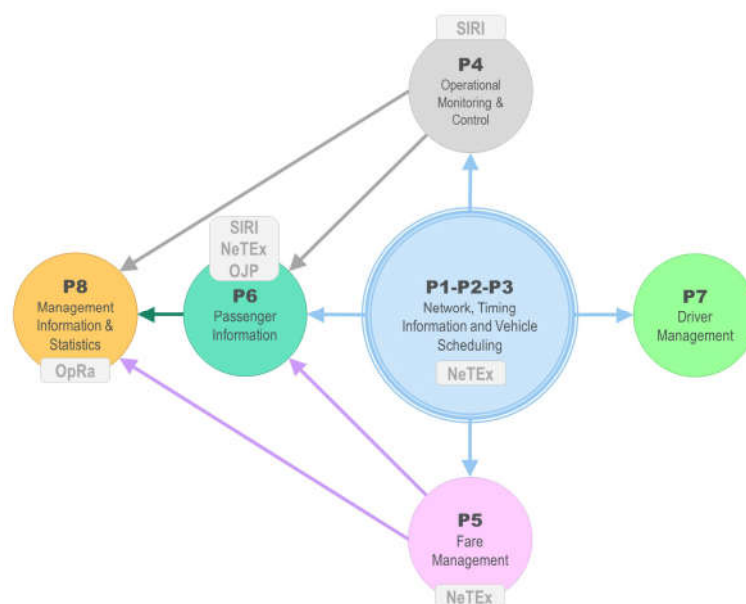 SIRI
P4
Operational
Monitoring &
Control
SIRI
NeTEx
OJP
P8
Management
Information &
Statistics
OpRa
P6
Passenger
Information
P1-P2-P3
Network, Timing
Information and Vehicle
Scheduling
NeTEx
P7
Driver
Management
P5
Fare
Management
NeTEx